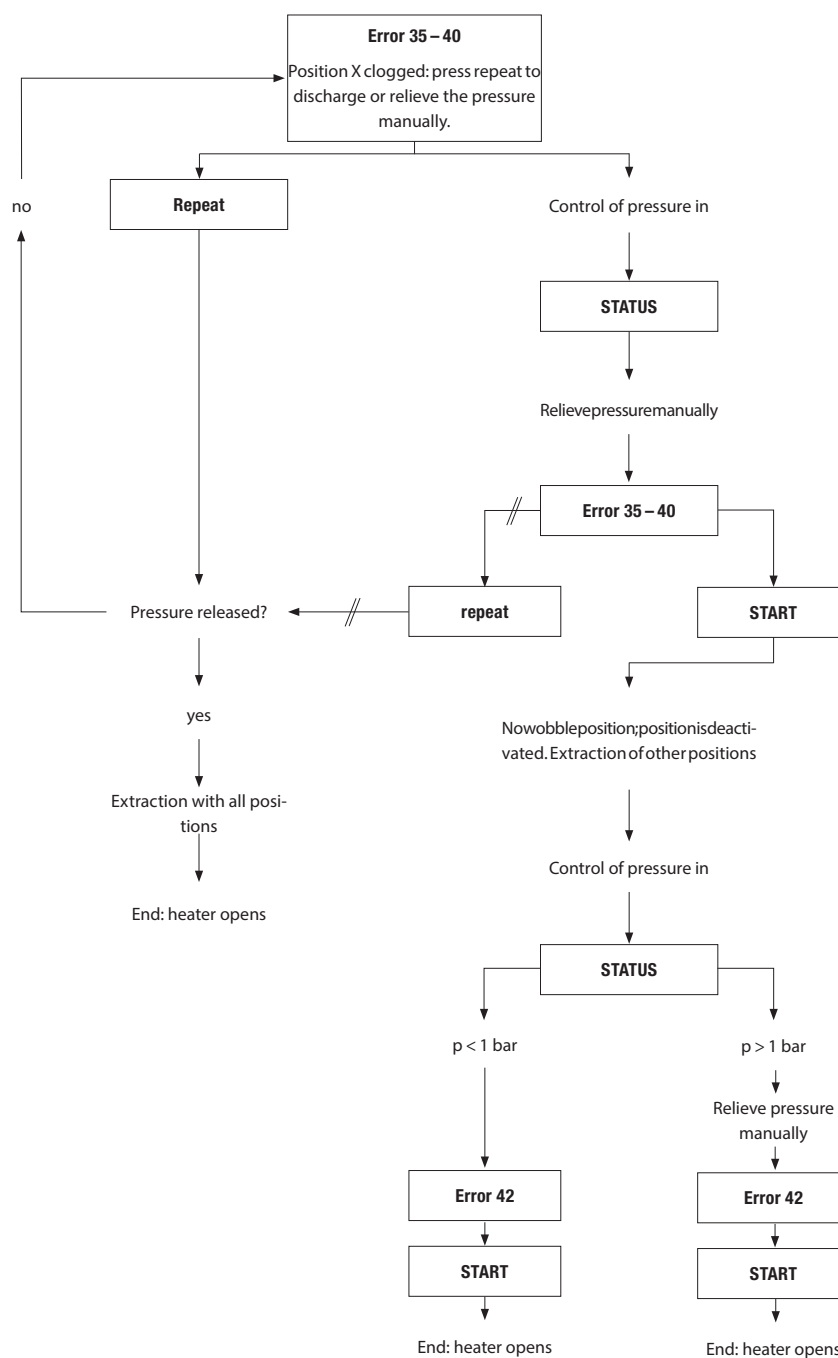 Error 35 – 40
Position X clogged: press repeat to
discharge or relieve the pressure
manually.
no
Repeat
Control of pressure in
STATUS
Relievepressuremanually
Error 35 – 40
Pressure released?
repeat
START
yes
Nowobbleposition;positionisdeacti-
vated.Extractionofother positions
Extraction with all posi-
tions
Control of pressure in
End: heater opens
STATUS
p < 1 bar
p > 1 bar
Relieve pressure
manually
Error 42
Error 42
START
START
End: heater opens
End: heater opens